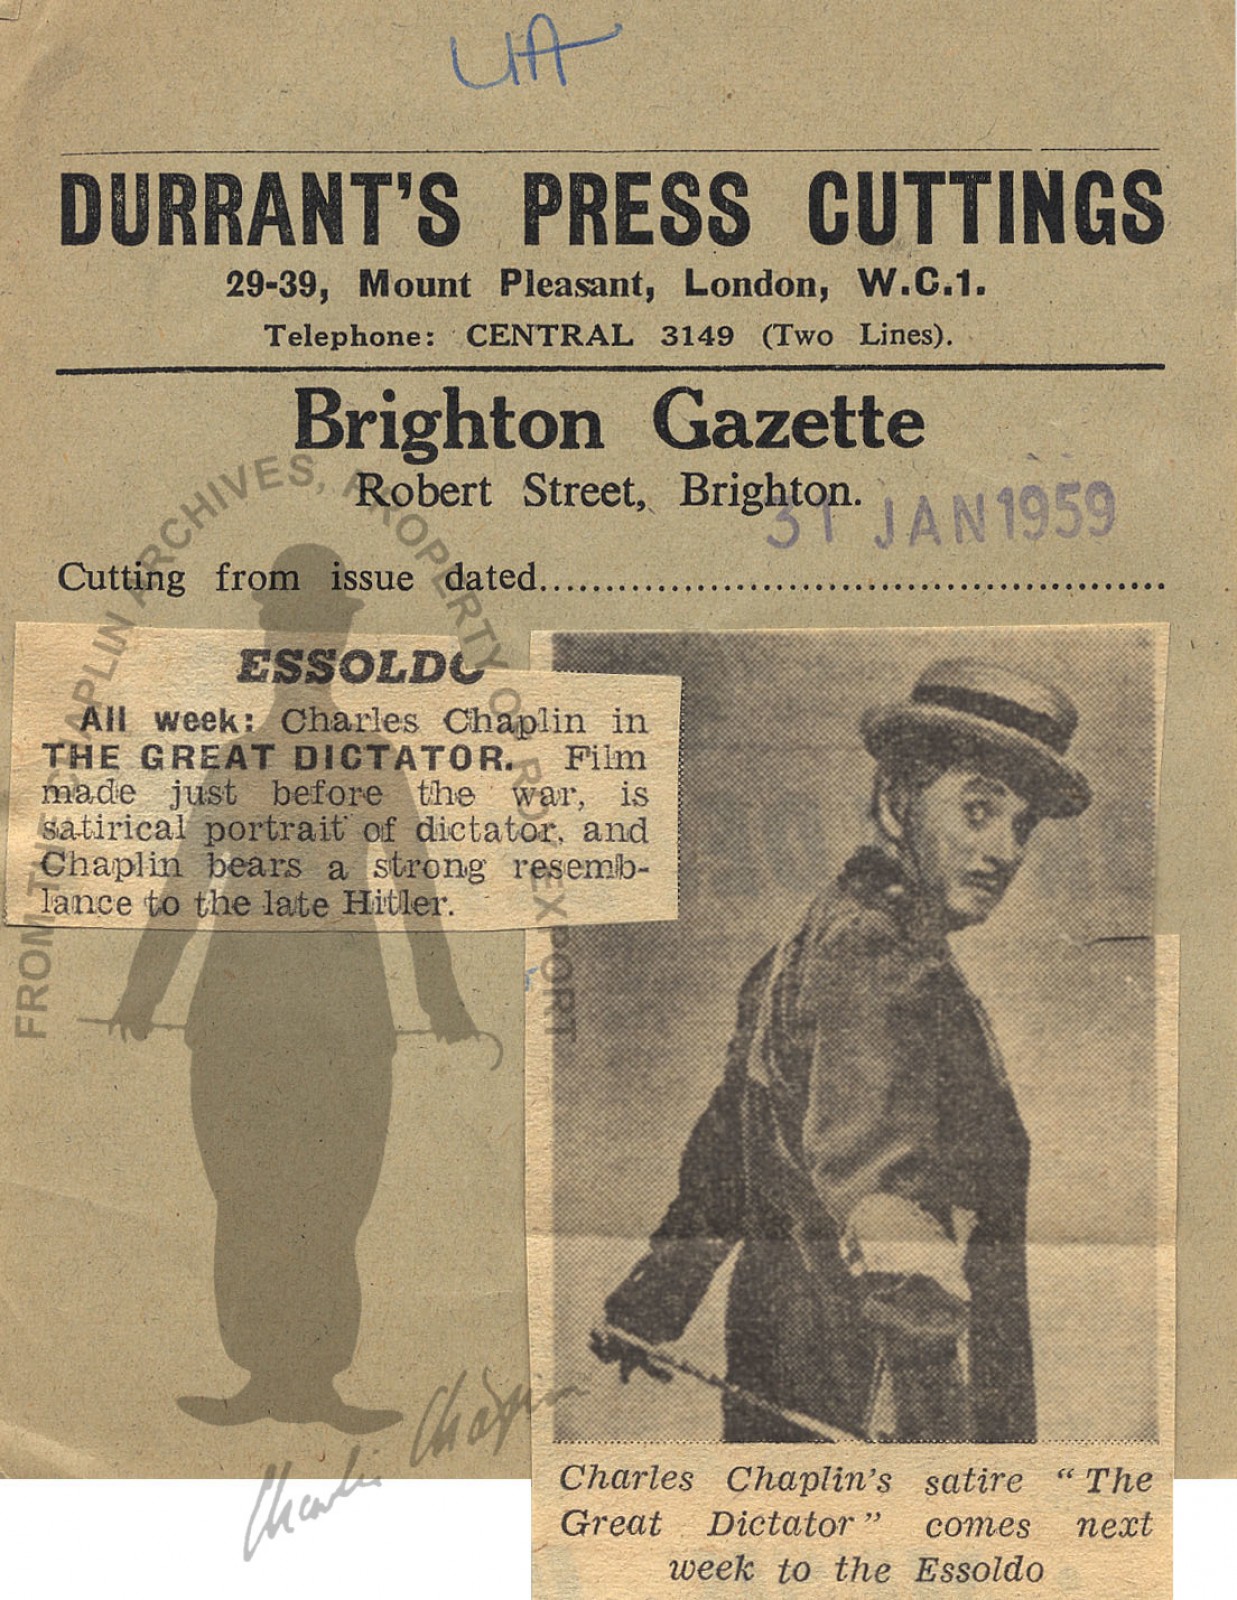 UA
DURRANT'S PRESS CUTTINGS
29-39, Mount Pleasant, London, W.C.1.
Telephone: CENTRAL 3149 (Two Lines).
Brighton Gazette
Robert Street, Brighton.
31 JAN 1959
Cutting from issue dated
ESSOLDO
All week: Charles Chaplin in
THE GREAT DICTATOR. Film
made just before the war, is
satirical portrait of dictator, and
Chaplin bears a strong resemb-
lance to the late Hitler.
Charles Chaplin's satire “The
Great Dictator” comes next
week to the Essoldo
FROM THE CHAPLIN ARCHIVES, PROPERTY OF ROY EXPORT
Charlie Chaplin